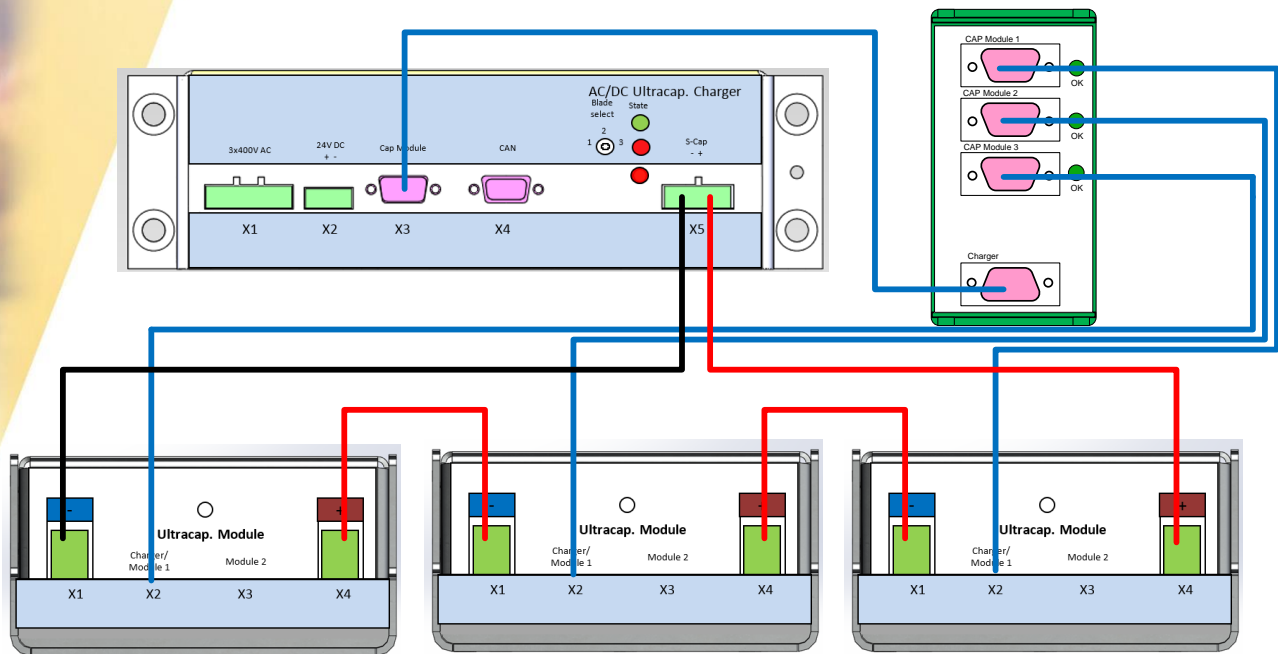 CAP Module 1
OK
CAP Module 2
OK
CAP Module 3
OK
Charger
AC/DC Ultracap. Charger
Blade
select
State
2
1 3
3x400V AC
24V DC
+ -
Cap Module
CAN
S-Cap
- +
X1 X2 X3 X4 X5
- +
Ultracap. Module
Charger/
Module 1
Module 2
X1 X2 X3 X4
- +
Ultracap. Module
Charger/
Module 1
Module 2
X1 X2 X3 X4
- +
Ultracap. Module
Charger/
Module 1
Module 2
X1 X2 X3 X4